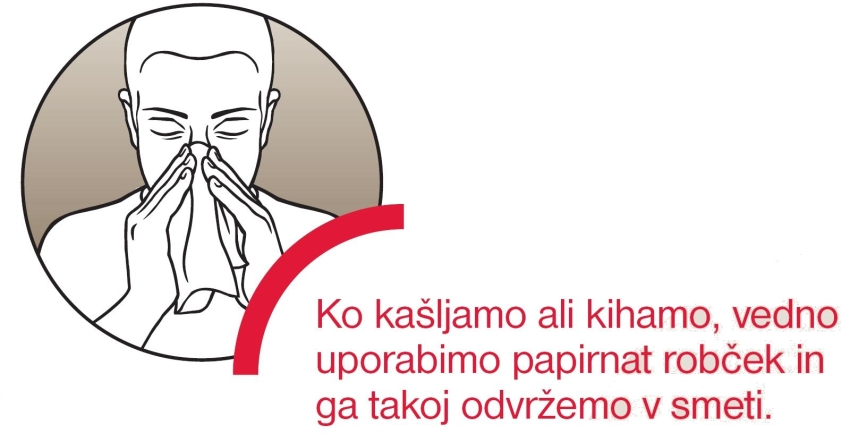 Ko kašljamo ali kihamo, vedno
uporabimo papirnat robček in
ga takoj odvržemo v smeti.